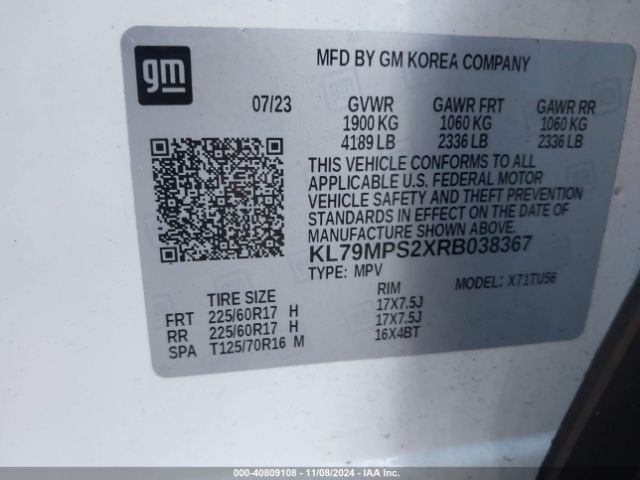 gm
MFD BY GM KOREA COMPANY
07/23 GVWR GAWR FRT GAWR RR
1900 KG 1060 KG 1060 KG
4189 LB 2336 LB 2336 LB
THIS VEHICLE CONFORMS TO ALL
APPLICABLE U.S. FEDERAL MOTOR
VEHICLE SAFETY AND THEFT PREVENTION
STANDARDS IN EFFECT ON THE DATE OF
MANUFACTURE SHOWN ABOVE.
KL79MPS2XRB038367
TYPE: MPV MODEL: X71TU56
TIRE SIZE RIM
FRT 225/60R17 H 17X7.5J
RR 225/60R17 H 17X7.5J
SPA T125/70R16 M 16X4BT
000-40809108 - 11/08/2024 - IAA Inc.